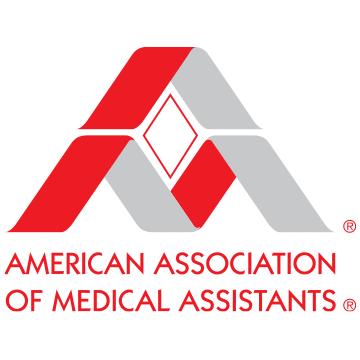 ®
AMERICAN ASSOCIATION
OF MEDICAL ASSISTANTS ®